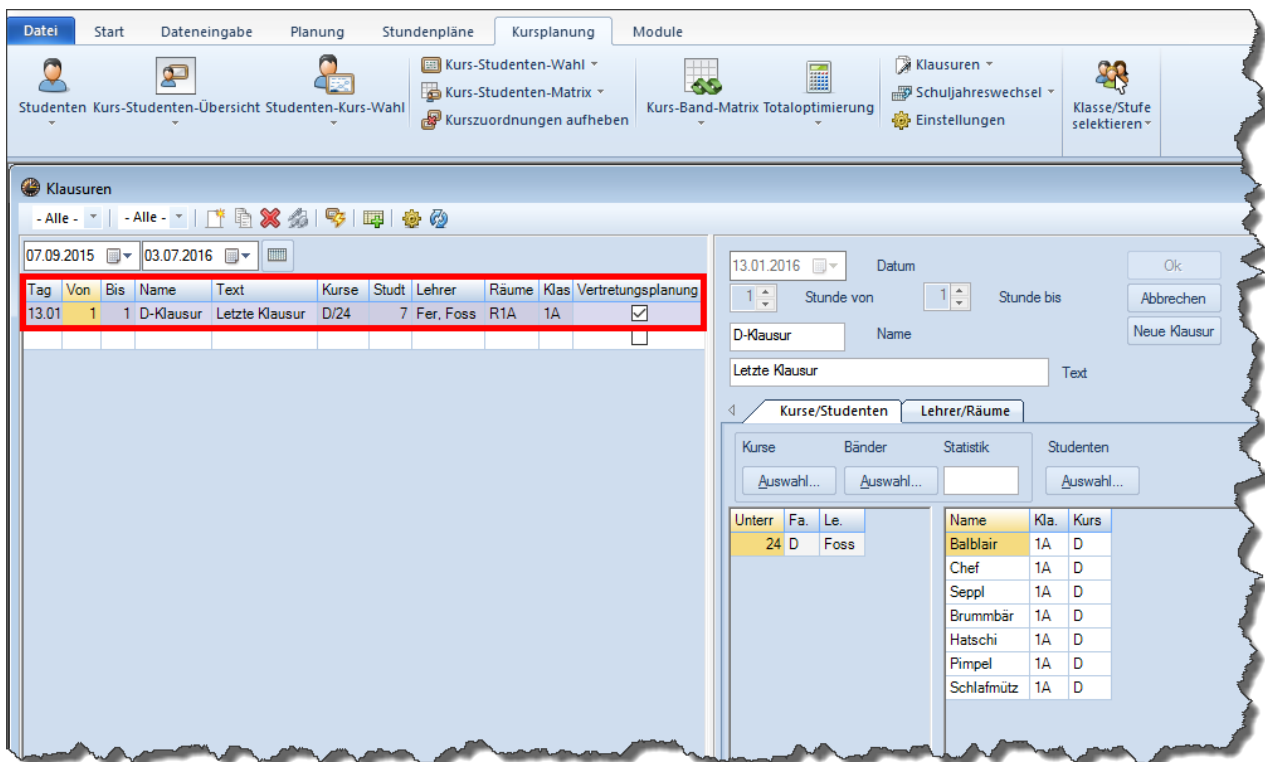 Datei Start Dateneingabe Planung Stundenpläne Kursplanung Module
Studenten Kurs-Studenten-Übersicht Studenten-Kurs-Wahl
Kurs-Studenten-Wahl
Kurs-Studenten-Matrix
Kurszuordnungen aufheben
Kurs-Band-Matrix Totaloptimierung
Klausuren
Schuljahreswechsel
Einstellungen
Klasse/Stufe
selektieren
Klausuren
- Alle - - Alle -
07.09.2015 03.07.2016
Tag Von Bis Name Text Kurse Studt Lehrer Räume Klas Vertretungsplanung
13.01 1 1 D-Klausur Letzte Klausur D/24 7 Fer, Foss R1A 1A
13.01.2016 Datum Ok
1 Stunde von 1 Stunde bis Abbrechen
D-Klausur Name Neue Klausur
Letzte Klausur Text
Kurse/Studenten Lehrer/Räume
Kurse Bänder Statistik Studenten
Auswahl... Auswahl... Auswahl...
Unterr Fa. Le.
24 D Foss
Name Kla. Kurs
Balblair 1A D
Chef 1A D
Seppl 1A D
Brummbär 1A D
Hatschi 1A D
Pimpel 1A D
Schlafmütz 1A D